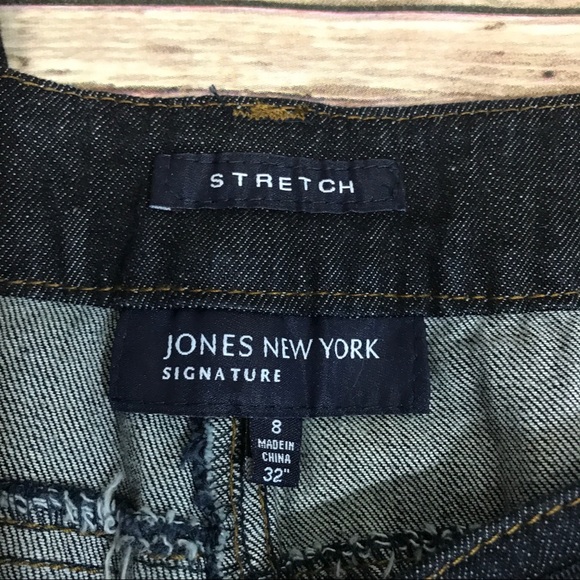 STRETCH
JONES NEW YORK
SIGNATURE
8
MADE IN
CHINA
32"